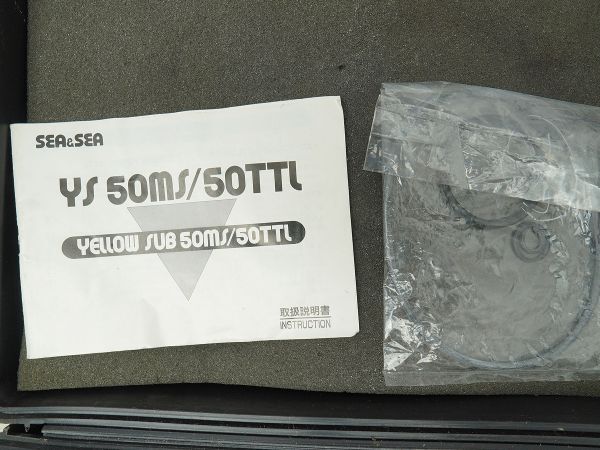 SEA&SEA
YS 50MS/50TTL
YELLOW SUB 50MS/50TTL
取扱説明書
INSTRUCTION